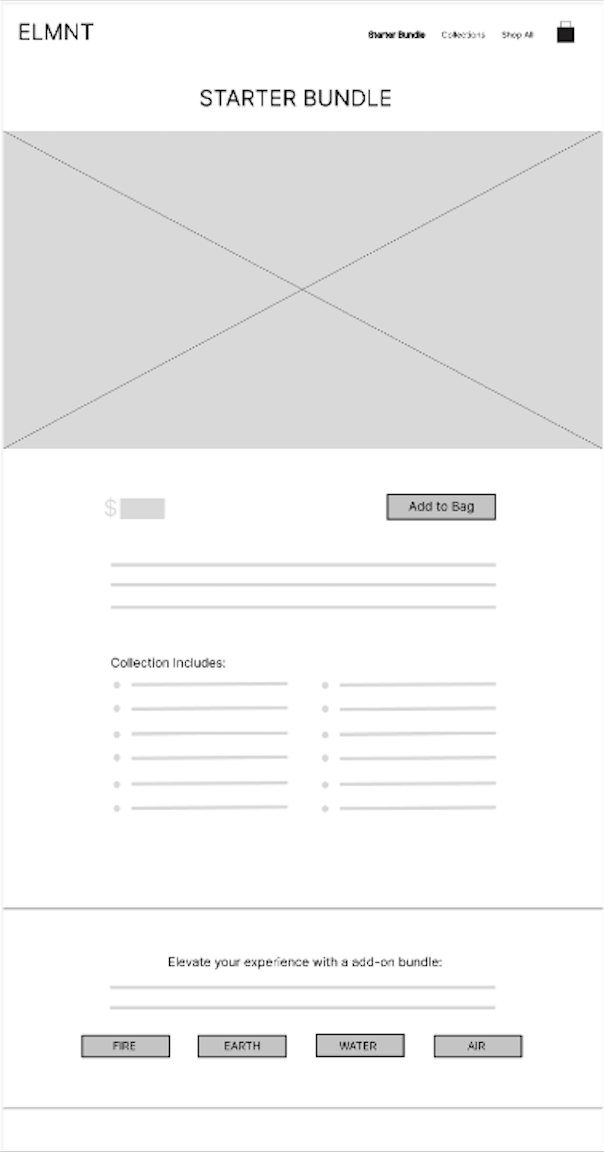 ELMNT
Starter Bundle Collections Shop All
STARTER BUNDLE
$
Add to Bag
Collection Includes:
Elevate your experience with a add-on bundle:
FIRE EARTH WATER AIR